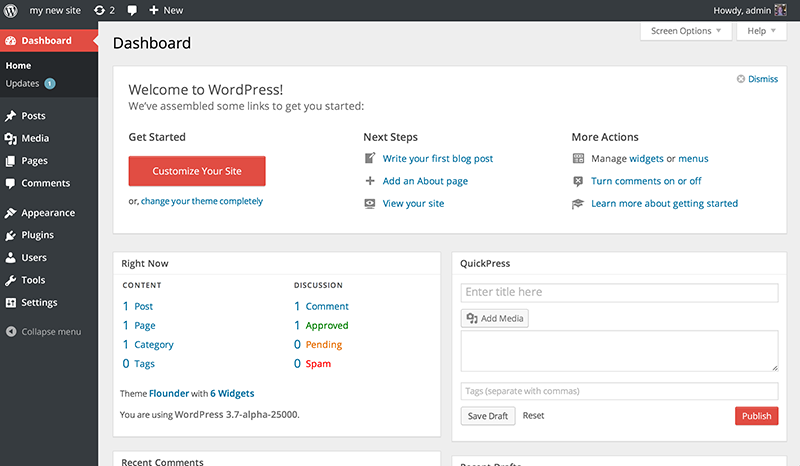 my new site 2 + New Howdy, admin
Dashboard
Home
Updates 1
Posts
Media
Pages
Comments
Appearance
Plugins
Users
Tools
Settings
Collapse menu
Screen Options Help
Dashboard
Welcome to WordPress!
We've assembled some links to get you started:
Dismiss
Get Started
Customize Your Site
or, change your theme completely
Next Steps
Write your first blog post
Add an About page
View your site
More Actions
Manage widgets or menus
Turn comments on or off
Learn more about getting started
Right Now
CONTENT
1 Post
1 Page
1 Category
0 Tags
DISCUSSION
1 Comment
1 Approved
0 Pending
0 Spam
Theme Flounder with 6 Widgets
You are using WordPress 3.7-alpha-25000.
QuickPress
Enter title here
Add Media
Tags (separate with commas)
Save Draft Reset Publish
Recent Comments
Recent Drafts